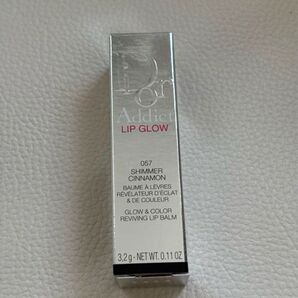 Dior
Addict
LIP GLOW
057
SHIMMER
CINNAMON
BAUME À LÈVRES
RÉVÉLATEUR D'ÉCLAT
& DE COULEUR
GLOW & COLOR
REVIVING LIP BALM
3,2 g - NET WT. 0.11 OZ